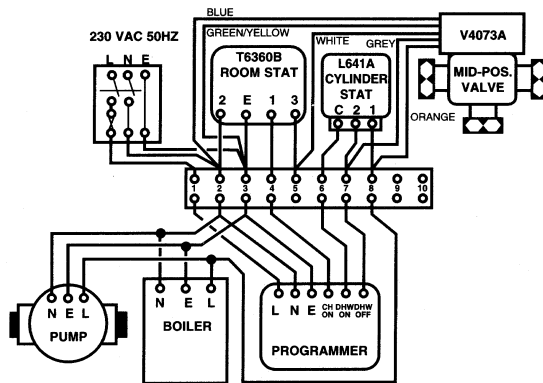 BLUE
GREEN/YELLOW
230 VAC 50HZ
L N E
T6360B
ROOM STAT
2 E 1 3
WHITE
GREY
L641A
CYLINDER
STAT
C 2 1
V4073A
MID-POS.
VALVE
ORANGE
1 2 3 4 5 6 7 8 9 10
N E L
PUMP
N E L
BOILER
L N E CH ON DHW ON DHW OFF
PROGRAMMER